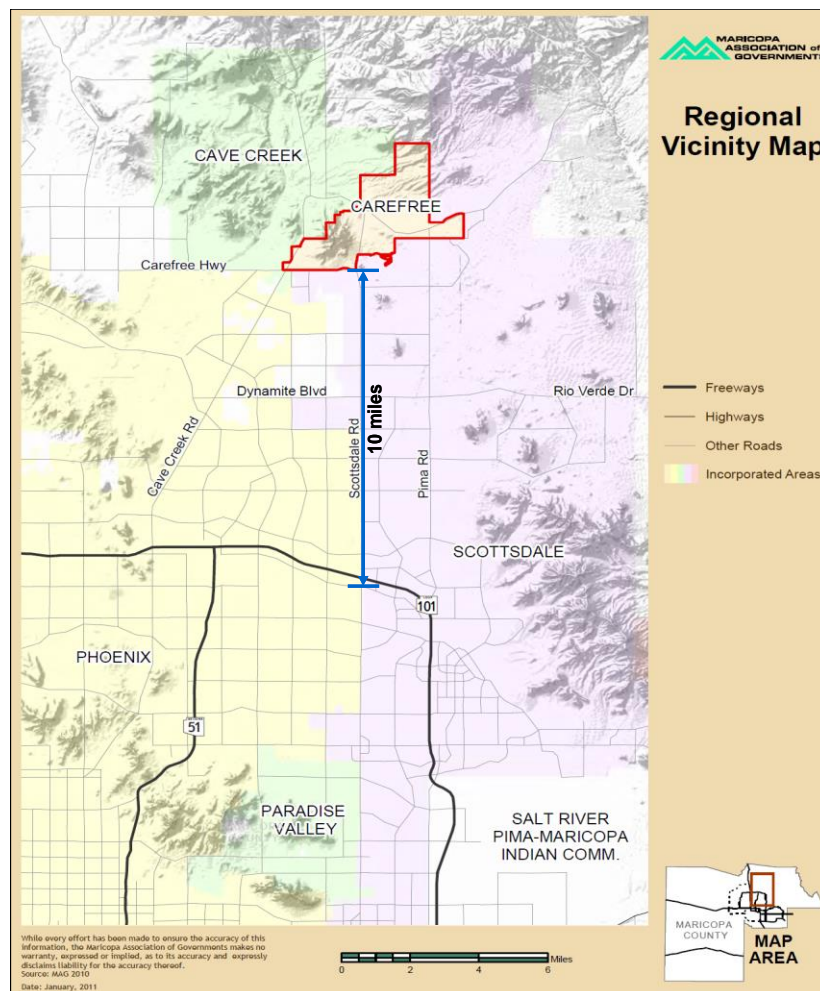 MARICOPA
ASSOCIATION of
GOVERNMENTS
Regional
Vicinity Map
CAVE CREEK
CAREFREE
Carefree Hwy
Dynamite Blvd
Rio Verde Dr
Cave Creek Rd
Scottsdale Rd
10 miles
Pima Rd
Freeways
Highways
Other Roads
Incorporated Areas
SCOTTSDALE
101
PHOENIX
51
PARADISE
VALLEY
SALT RIVER
PIMA-MARICOPA
INDIAN COMM.
MARICOPA
COUNTY
MAP
AREA
While every effort has been made to ensure the accuracy of this
information, the Maricopa Association of Governments makes no
warranty, expressed or implied, as to its accuracy and expressly
disclaims liability for the accuracy thereof.
Source: MAG 2010
Date: January, 2011
Miles
0 1 2 4 6